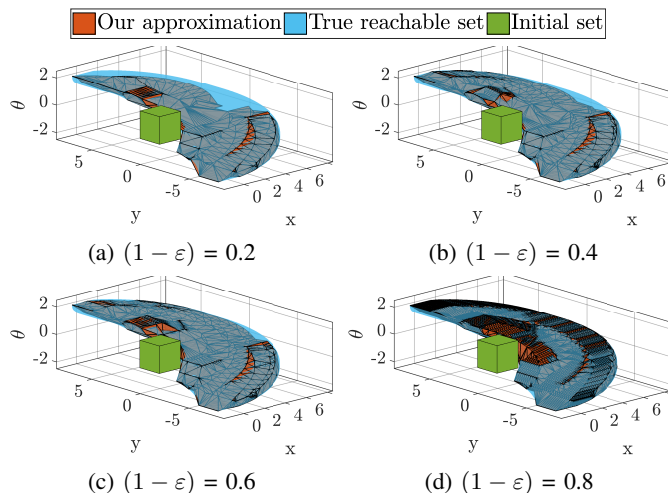 Our approximation True reachable set Initial set
2
0
-2
θ
5
0
-5
y
0
2
4
6
x
(a) (1 − ε) = 0.2
2
0
-2
θ
5
0
-5
y
0
2
4
6
x
(b) (1 − ε) = 0.4
2
0
-2
θ
5
0
-5
y
0
2
4
6
x
(c) (1 − ε) = 0.6
2
0
-2
θ
5
0
-5
y
0
2
4
6
x
(d) (1 − ε) = 0.8